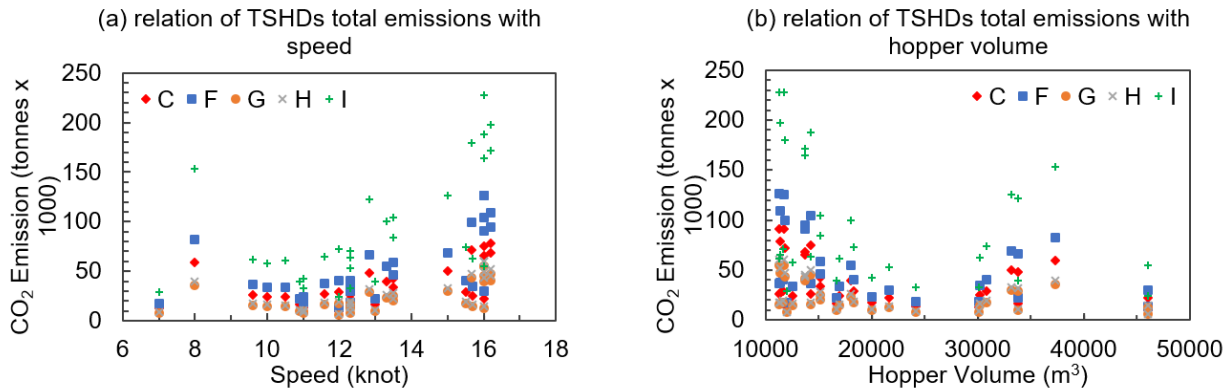 (a) relation of TSHDs total emissions with
speed
CO₂ Emission (tonnes x
1000)
250
200
150
100
50
0
C F G H I
6 8 10 12 14 16 18
Speed (knot)
(b) relation of TSHDs total emissions with
hopper volume
CO₂ Emission (tonnes x
1000)
250
200
150
100
50
0
C F G H I
10000 20000 30000 40000 50000
Hopper Volume (m³)